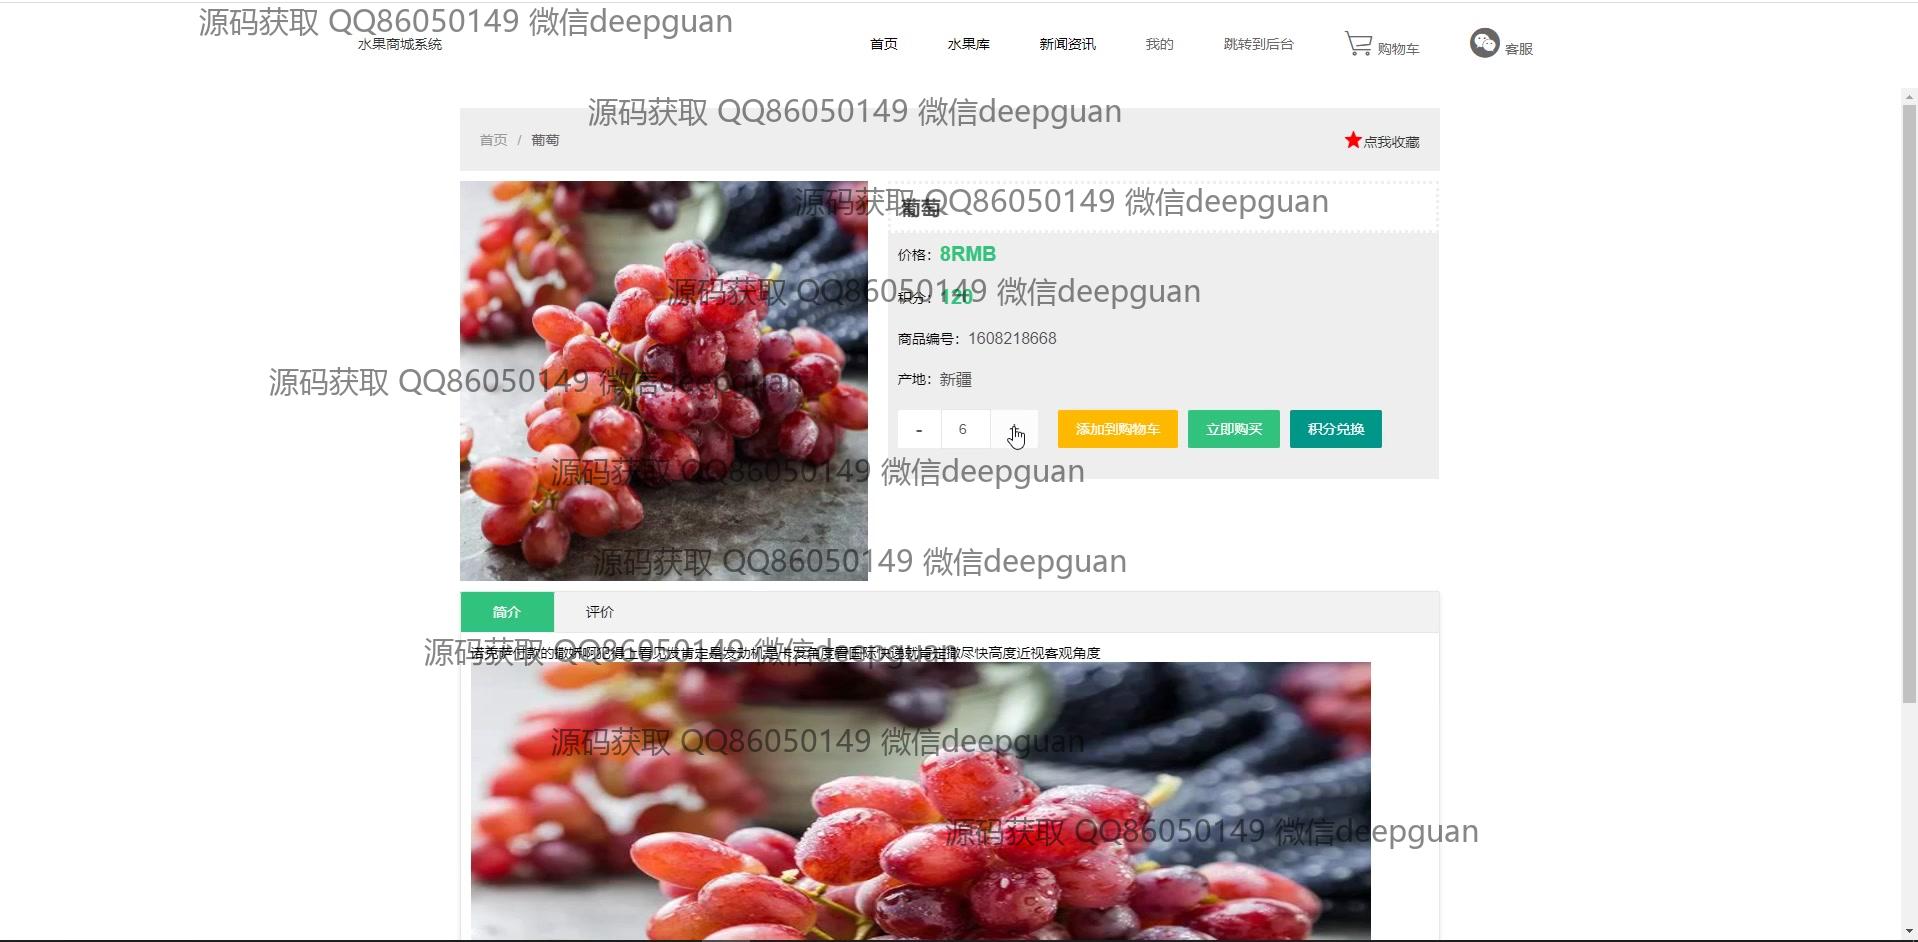 源码获取 QQ86050149 微信deepguan
水果商城系统
首页
水果库
新闻资讯
我的
跳转到后台
购物车
客服
源码获取 QQ86050149 微信deepguan
首页 / 葡萄
点我收藏
源码获取 QQ86050149 微信deepguan
葡萄
价格：8RMB
源码获取 QQ86050149 微信deepguan
积分：120
商品编号：1608218668
产地：新疆
源码获取 QQ86050149 微信deepguan
- 6
添加到购物车
立即购买
积分兑换
源码获取 QQ86050149 微信deepguan
源码获取 QQ86050149 微信deepguan
简介
评价
源码获取 QQ86050149 微信deepguan
尽快高度近视客观角度
源码获取 QQ86050149 微信deepguan
源码获取 QQ86050149 微信deepguan